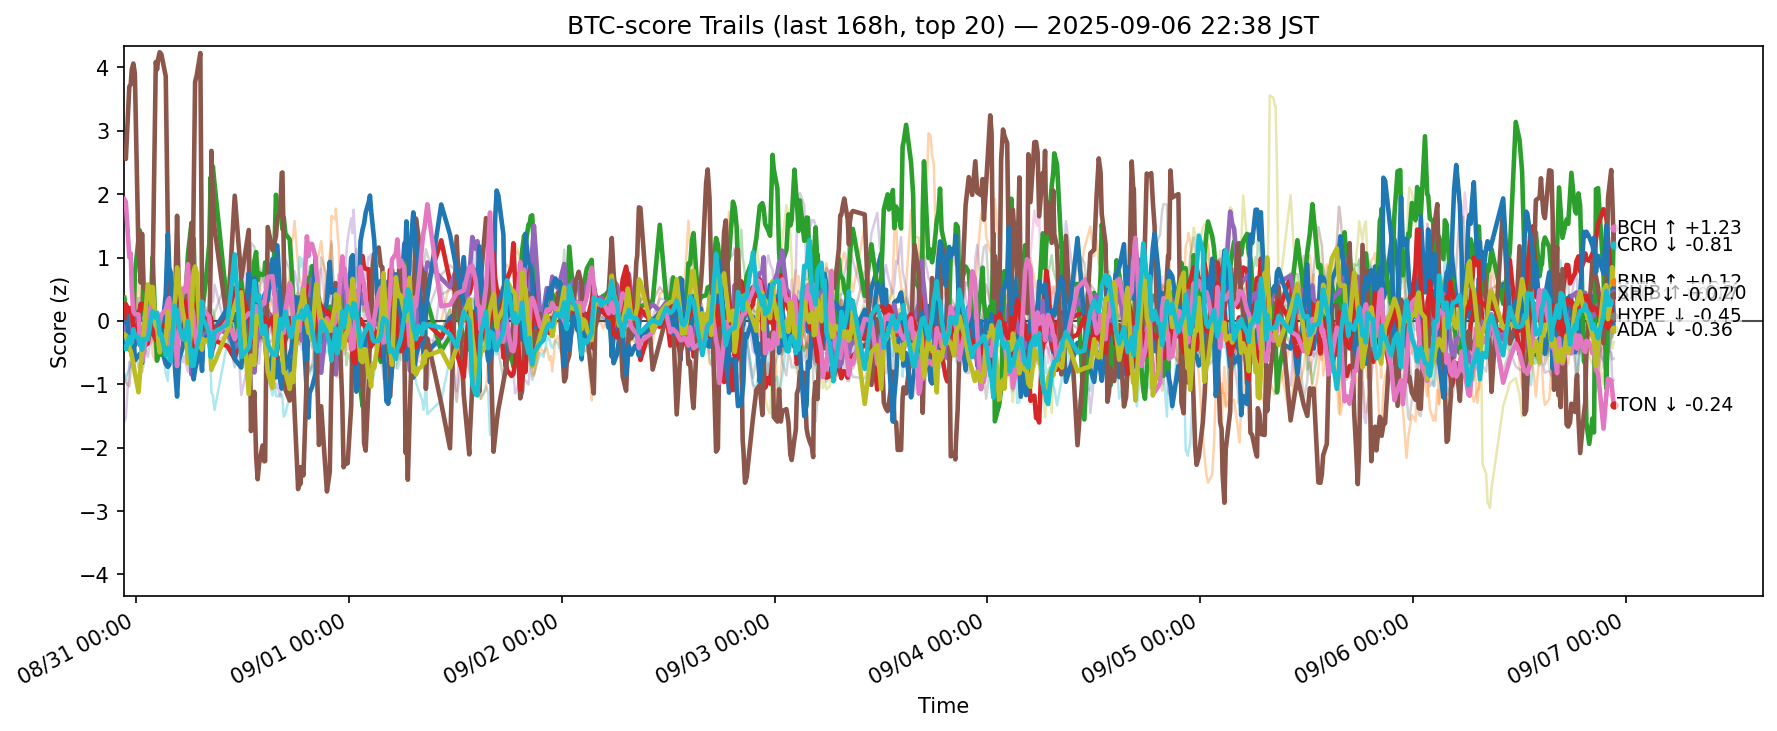 BTC-score Trails (last 168h, top 20) — 2025-09-06 22:38 JST
Score (z)
4
3
2
1
0
−1
−2
−3
−4
BCH ↑ +1.23
CRO ↓ -0.81
BNB ↑ +0.12
XRP ↓ -0.07
HYPE ↓ -0.45
ADA ↓ -0.36
TON ↓ -0.24
08/31 00:00
09/01 00:00
09/02 00:00
09/03 00:00
09/04 00:00
09/05 00:00
09/06 00:00
09/07 00:00
Time